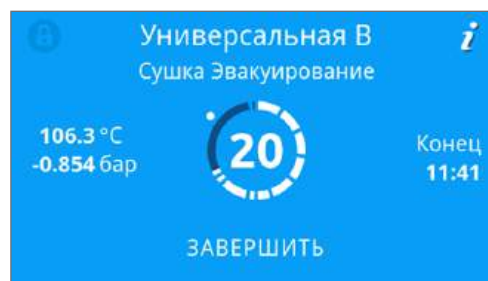 Универсальная B
i
Сушка Эвакуирование
106.3 °C
-0.854 бар
20
Конец
11:41
ЗАВЕРШИТЬ